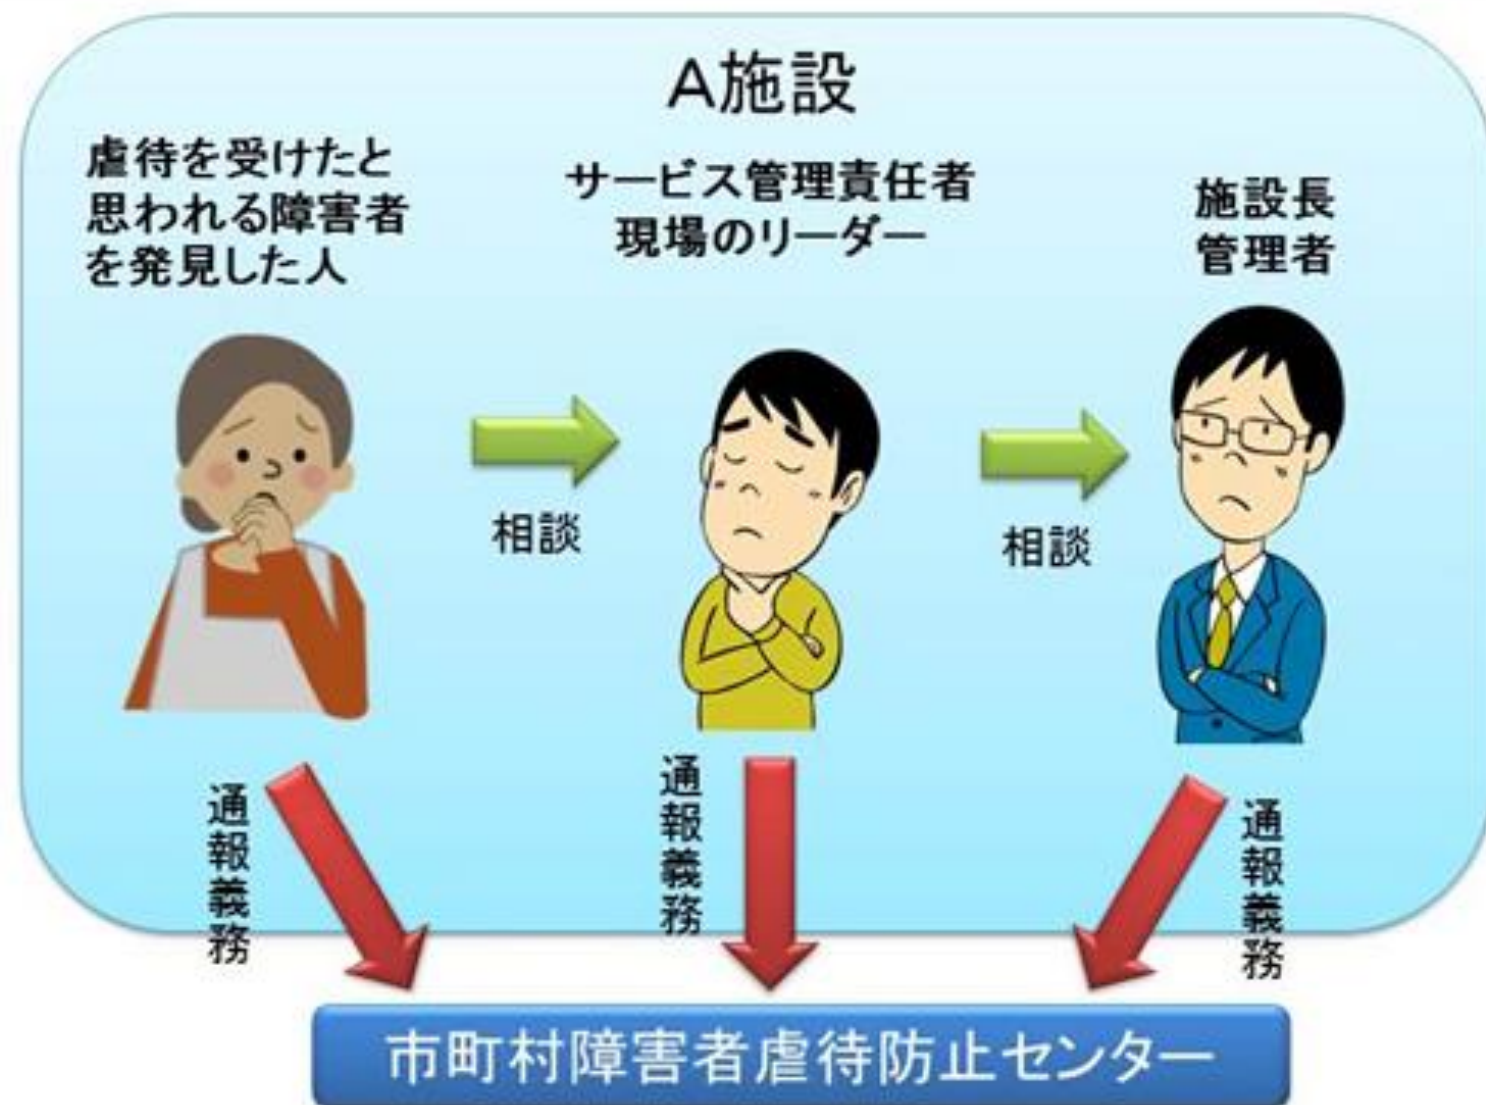 A施設
虐待を受けたと
思われる障害者
を発見した人
サービス管理責任者
現場のリーダー
施設長
管理者
相談
相談
通報義務
通報義務
通報義務
市町村障害者虐待防止センター